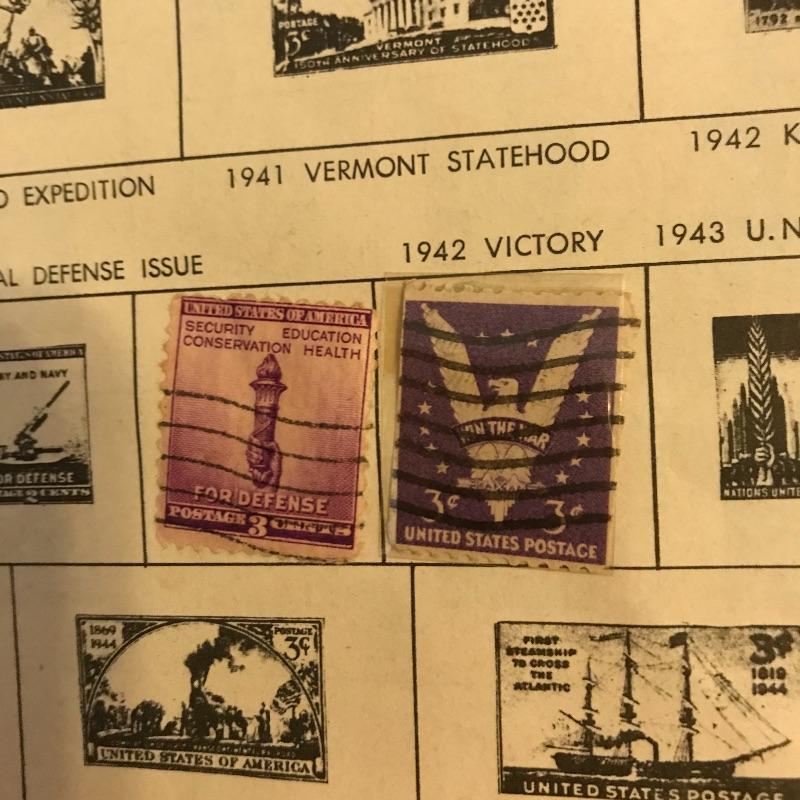 POSTAGE
3¢
VERMONT
150TH ANNIVERSARY OF STATEHOOD
1792
EXPEDITION
1941 VERMONT STATEHOOD
1942 K
AL DEFENSE ISSUE
1942 VICTORY
1943 U.N
AY AND NAVY
OR DEFENSE
UNITED STATES OF AMERICA
SECURITY EDUCATION
CONSERVATION HEALTH
FOR DEFENSE
POSTAGE 3
WIN THE WAR
3¢ 3¢
UNITED STATES POSTAGE
NATIONS UNITE
1869
1944
POSTAGE
3¢
UNITED STATES OF AMERICA
FIRST
STEAMSHIP
TO CROSS
THE
ATLANTIC
3¢
1819
1944
UNITED STATES POSTAGE